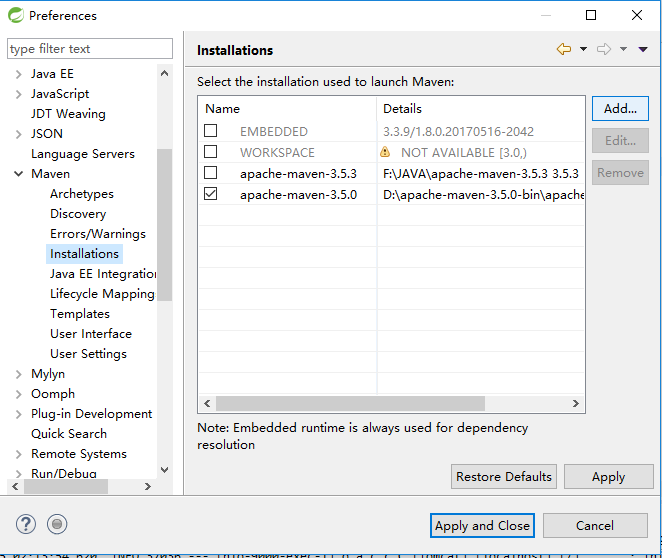 Preferences
type filter text
Java EE
JavaScript
JDT Weaving
JSON
Language Servers
Maven
Archetypes
Discovery
Errors/Warnings
Installations
Java EE Integration
Lifecycle Mapping
Templates
User Interface
User Settings
Mylyn
Oomph
Plug-in Development
Quick Search
Remote Systems
Run/Debug
Installations
Select the installation used to launch Maven:
Name Details
EMBEDDED 3.3.9/1.8.0.20170516-2042
WORKSPACE NOT AVAILABLE [3.0,)
apache-maven-3.5.3 F:\JAVA\apache-maven-3.5.3 3.5.3
apache-maven-3.5.0 D:\apache-maven-3.5.0-bin\apache
Add...
Edit...
Remove
Note: Embedded runtime is always used for dependency
resolution
Restore Defaults Apply
Apply and Close Cancel